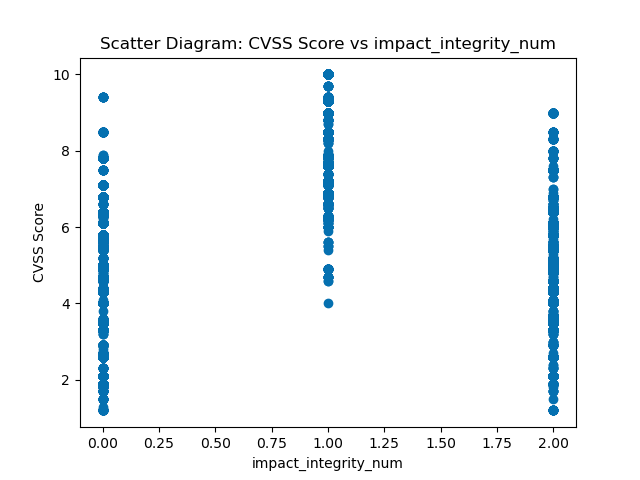 Scatter Diagram: CVSS Score vs impact_integrity_num
10
8
6
4
2
CVSS Score
0.00 0.25 0.50 0.75 1.00 1.25 1.50 1.75 2.00
impact_integrity_num